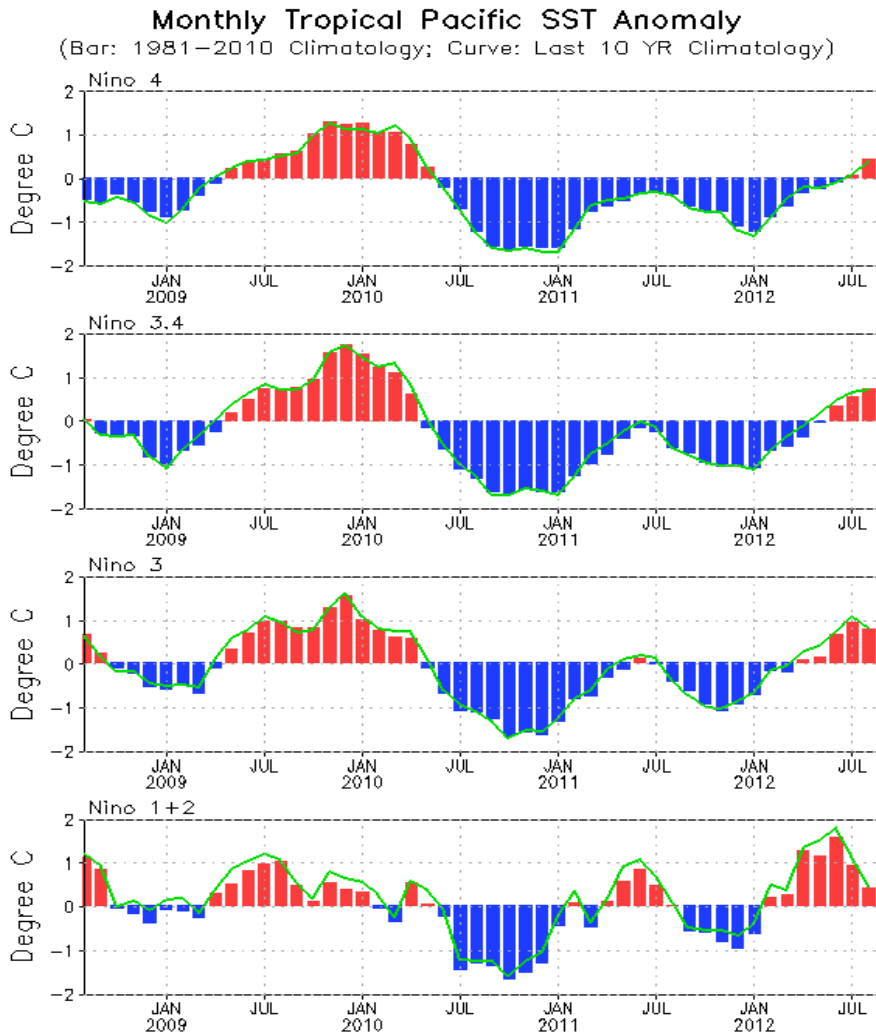 Monthly Tropical Pacific SST Anomaly
(Bar: 1981−2010 Climatology; Curve: Last 10 YR Climatology)
Nino 4
2
1
0
−1
−2
Degree C
JAN JUL JAN JUL JAN JUL JAN JUL
2009 2010 2011 2012
Nino 3.4
2
1
0
−1
−2
Degree C
JAN JUL JAN JUL JAN JUL JAN JUL
2009 2010 2011 2012
Nino 3
2
1
0
−1
−2
Degree C
JAN JUL JAN JUL JAN JUL JAN JUL
2009 2010 2011 2012
Nino 1+2
2
1
0
−1
−2
Degree C
JAN JUL JAN JUL JAN JUL JAN JUL
2009 2010 2011 2012